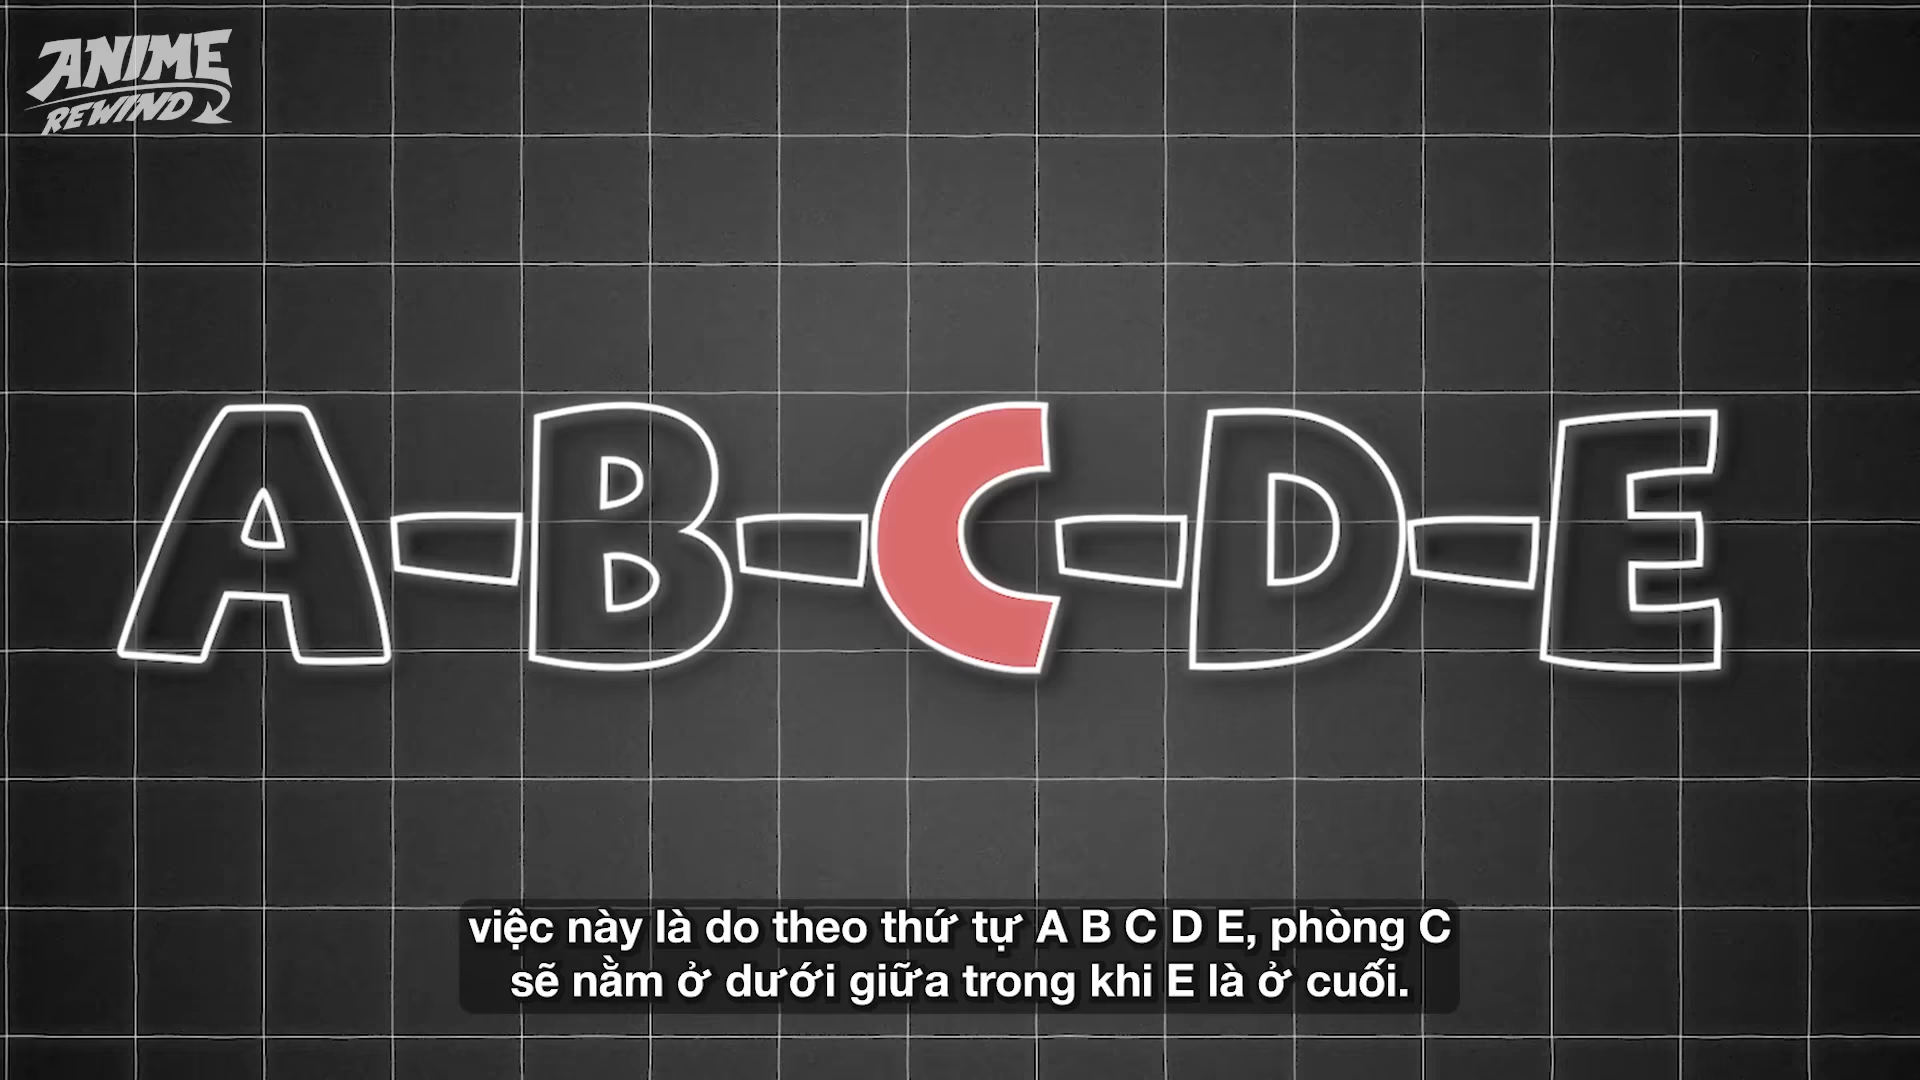 ANIME
REWIND
A-B-C-D-E
việc này là do theo thứ tự A B C D E, phòng C
sẽ nằm ở dưới giữa trong khi E là ở cuối.